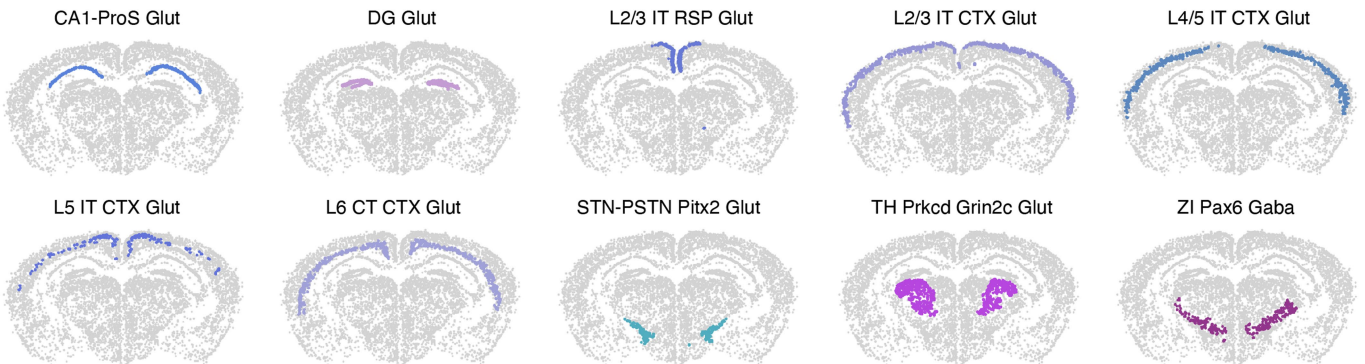 CA1-ProS Glut
DG Glut
L2/3 IT RSP Glut
L2/3 IT CTX Glut
L4/5 IT CTX Glut
L5 IT CTX Glut
L6 CT CTX Glut
STN-PSTN Pitx2 Glut
TH Prkcd Grin2c Glut
ZI Pax6 Gaba